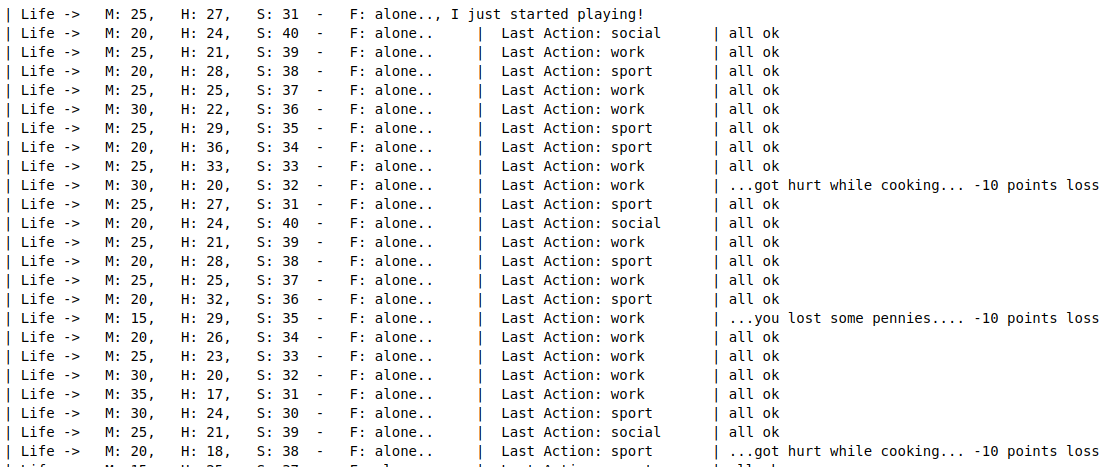 | Life ->   M: 25,   H: 27,   S: 31  -   F: alone.., I just started playing!
| Life ->   M: 20,   H: 24,   S: 40  -   F: alone..     |  Last Action: social      | all ok
| Life ->   M: 25,   H: 21,   S: 39  -   F: alone..     |  Last Action: work        | all ok
| Life ->   M: 20,   H: 28,   S: 38  -   F: alone..     |  Last Action: sport       | all ok
| Life ->   M: 25,   H: 25,   S: 37  -   F: alone..     |  Last Action: work        | all ok
| Life ->   M: 30,   H: 22,   S: 36  -   F: alone..     |  Last Action: work        | all ok
| Life ->   M: 25,   H: 29,   S: 35  -   F: alone..     |  Last Action: sport       | all ok
| Life ->   M: 20,   H: 36,   S: 34  -   F: alone..     |  Last Action: sport       | all ok
| Life ->   M: 25,   H: 33,   S: 33  -   F: alone..     |  Last Action: work        | all ok
| Life ->   M: 30,   H: 20,   S: 32  -   F: alone..     |  Last Action: work        | ...got hurt while cooking... -10 points loss
| Life ->   M: 25,   H: 27,   S: 31  -   F: alone..     |  Last Action: sport       | all ok
| Life ->   M: 20,   H: 24,   S: 40  -   F: alone..     |  Last Action: social      | all ok
| Life ->   M: 25,   H: 21,   S: 39  -   F: alone..     |  Last Action: work        | all ok
| Life ->   M: 20,   H: 28,   S: 38  -   F: alone..     |  Last Action: sport       | all ok
| Life ->   M: 25,   H: 25,   S: 37  -   F: alone..     |  Last Action: work        | all ok
| Life ->   M: 20,   H: 32,   S: 36  -   F: alone..     |  Last Action: sport       | all ok
| Life ->   M: 15,   H: 29,   S: 35  -   F: alone..     |  Last Action: work        | ...you lost some pennies.... -10 points loss
| Life ->   M: 20,   H: 26,   S: 34  -   F: alone..     |  Last Action: work        | all ok
| Life ->   M: 25,   H: 23,   S: 33  -   F: alone..     |  Last Action: work        | all ok
| Life ->   M: 30,   H: 20,   S: 32  -   F: alone..     |  Last Action: work        | all ok
| Life ->   M: 35,   H: 17,   S: 31  -   F: alone..     |  Last Action: work        | all ok
| Life ->   M: 30,   H: 24,   S: 30  -   F: alone..     |  Last Action: sport       | all ok
| Life ->   M: 25,   H: 21,   S: 39  -   F: alone..     |  Last Action: social      | all ok
| Life ->   M: 20,   H: 18,   S: 38  -   F: alone..     |  Last Action: sport       | ...got hurt while cooking... -10 points loss